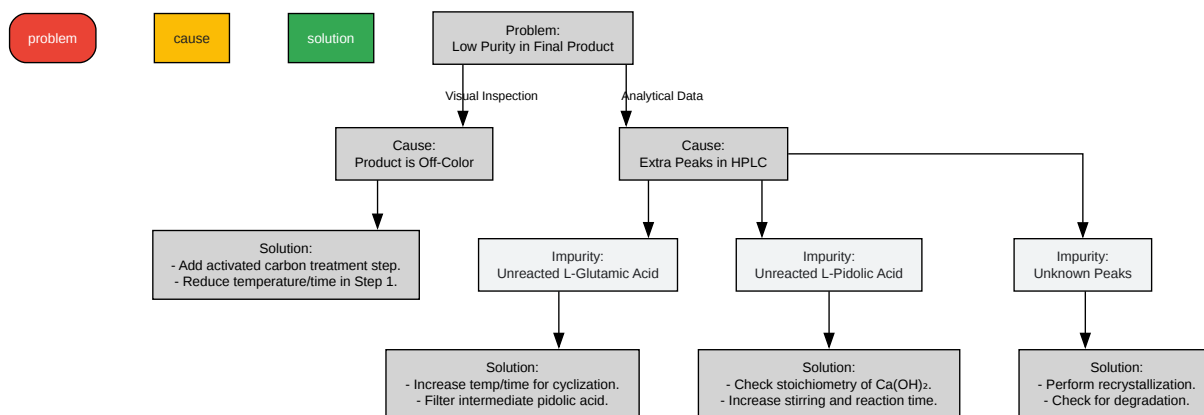 problem
cause
solution
Problem:
Low Purity in Final Product
Visual Inspection
Analytical Data
Cause:
Product is Off-Color
Cause:
Extra Peaks in HPLC
Solution:
- Add activated carbon treatment step.
- Reduce temperature/time in Step 1.
Impurity:
Unreacted L-Glutamic Acid
Impurity:
Unreacted L-Pidolic Acid
Impurity:
Unknown Peaks
Solution:
- Increase temp/time for cyclization.
- Filter intermediate pidolic acid.
Solution:
- Check stoichiometry of Ca(OH)₂.
- Increase stirring and reaction time.
Solution:
- Perform recrystallization.
- Check for degradation.